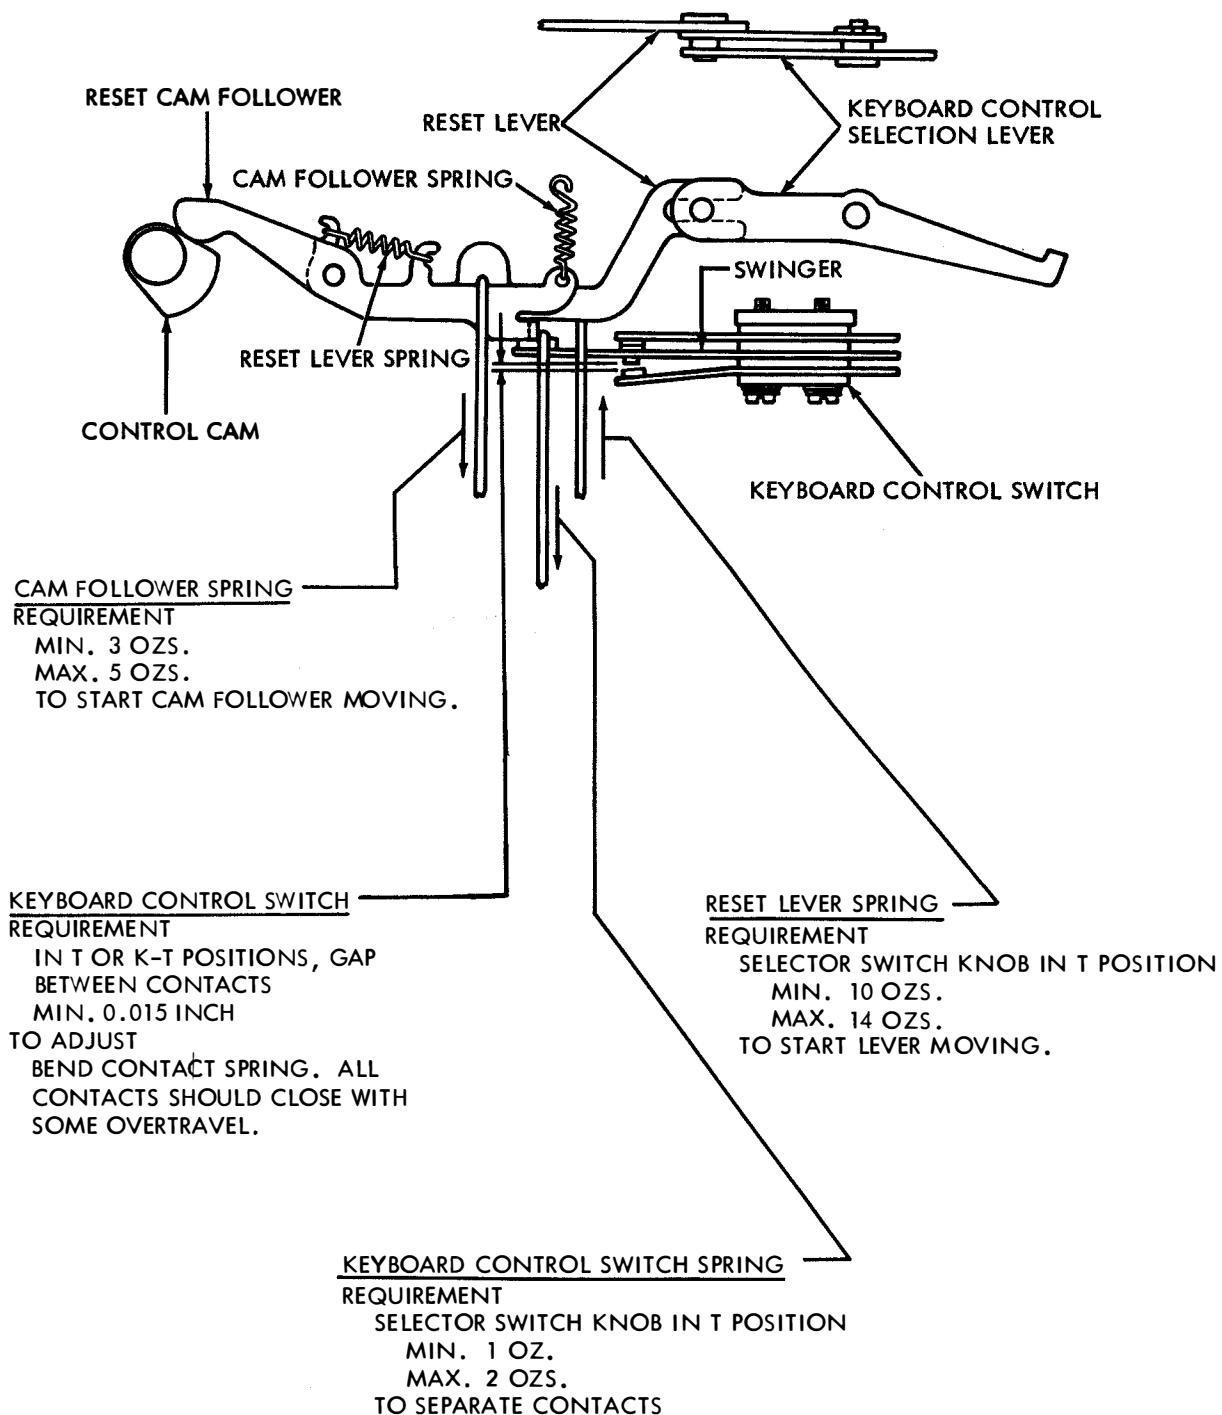 RESET CAM FOLLOWER
RESET LEVER
KEYBOARD CONTROL
SELECTION LEVER
CAM FOLLOWER SPRING
SWINGER
RESET LEVER SPRING
CONTROL CAM
KEYBOARD CONTROL SWITCH
CAM FOLLOWER SPRING
REQUIREMENT
MIN. 3 OZS.
MAX. 5 OZS.
TO START CAM FOLLOWER MOVING.
KEYBOARD CONTROL SWITCH
REQUIREMENT
IN T OR K-T POSITIONS, GAP
BETWEEN CONTACTS
MIN. 0.015 INCH
TO ADJUST
BEND CONTACT SPRING. ALL
CONTACTS SHOULD CLOSE WITH
SOME OVERTRAVEL.
RESET LEVER SPRING
REQUIREMENT
SELECTOR SWITCH KNOB IN T POSITION
MIN. 10 OZS.
MAX. 14 OZS.
TO START LEVER MOVING.
KEYBOARD CONTROL SWITCH SPRING
REQUIREMENT
SELECTOR SWITCH KNOB IN T POSITION
MIN. 1 OZ.
MAX. 2 OZS.
TO SEPARATE CONTACTS